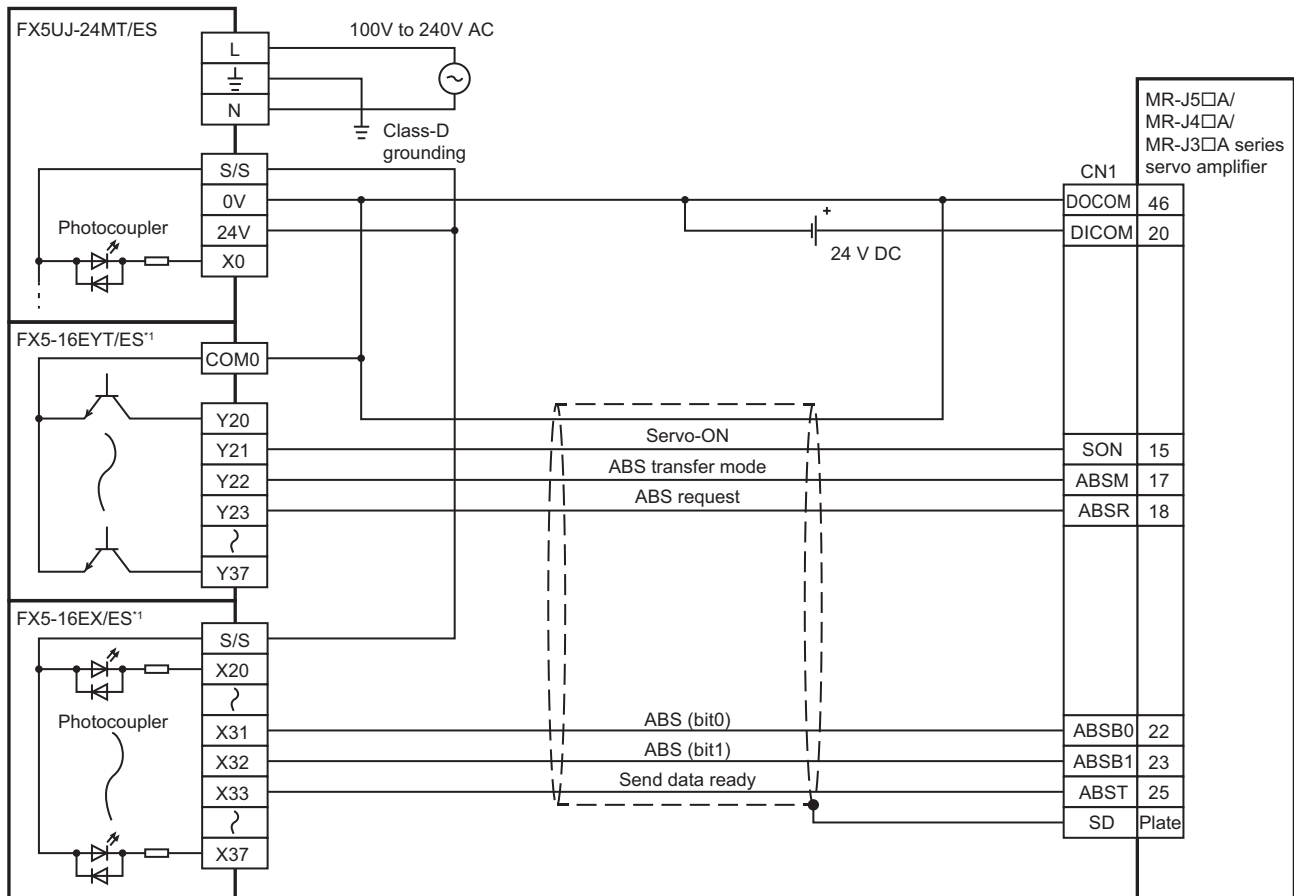 FX5UJ-24MT/ES
100V to 240V AC
L
N
Class-D
grounding
S/S
0V
24V
X0
Photocoupler
MR-J5□A/
MR-J4□A/
MR-J3□A series
servo amplifier
CN1
DOCOM 46
DICOM 20
+
24 V DC
FX5-16EYT/ES*1
COM0
Y20
Y21 Servo-ON SON 15
Y22 ABS transfer mode ABSM 17
Y23 ABS request ABSR 18
Y37
FX5-16EX/ES*1
S/S
X20
Photocoupler
X31 ABS (bit0) ABSB0 22
X32 ABS (bit1) ABSB1 23
X33 Send data ready ABST 25
SD Plate
X37